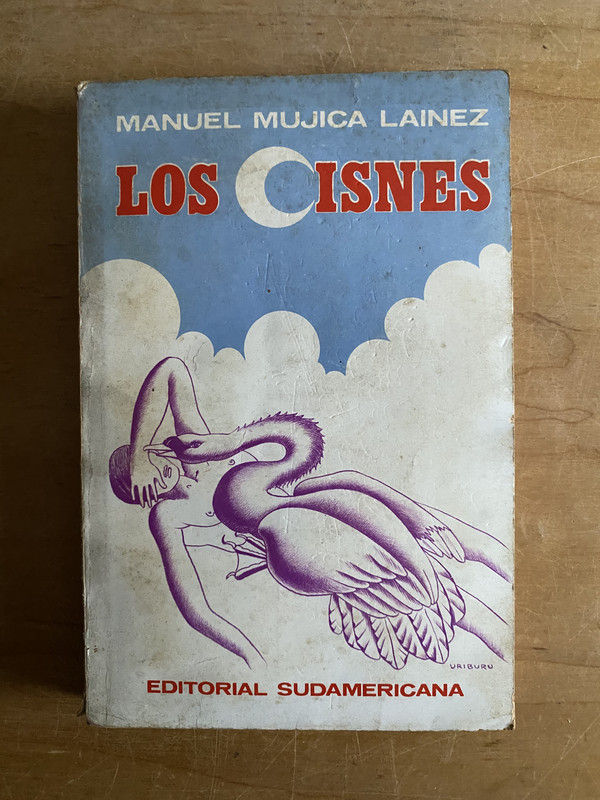 MANUEL MUJICA LAINEZ
LOS CISNES
URIBURU
EDITORIAL SUDAMERICANA